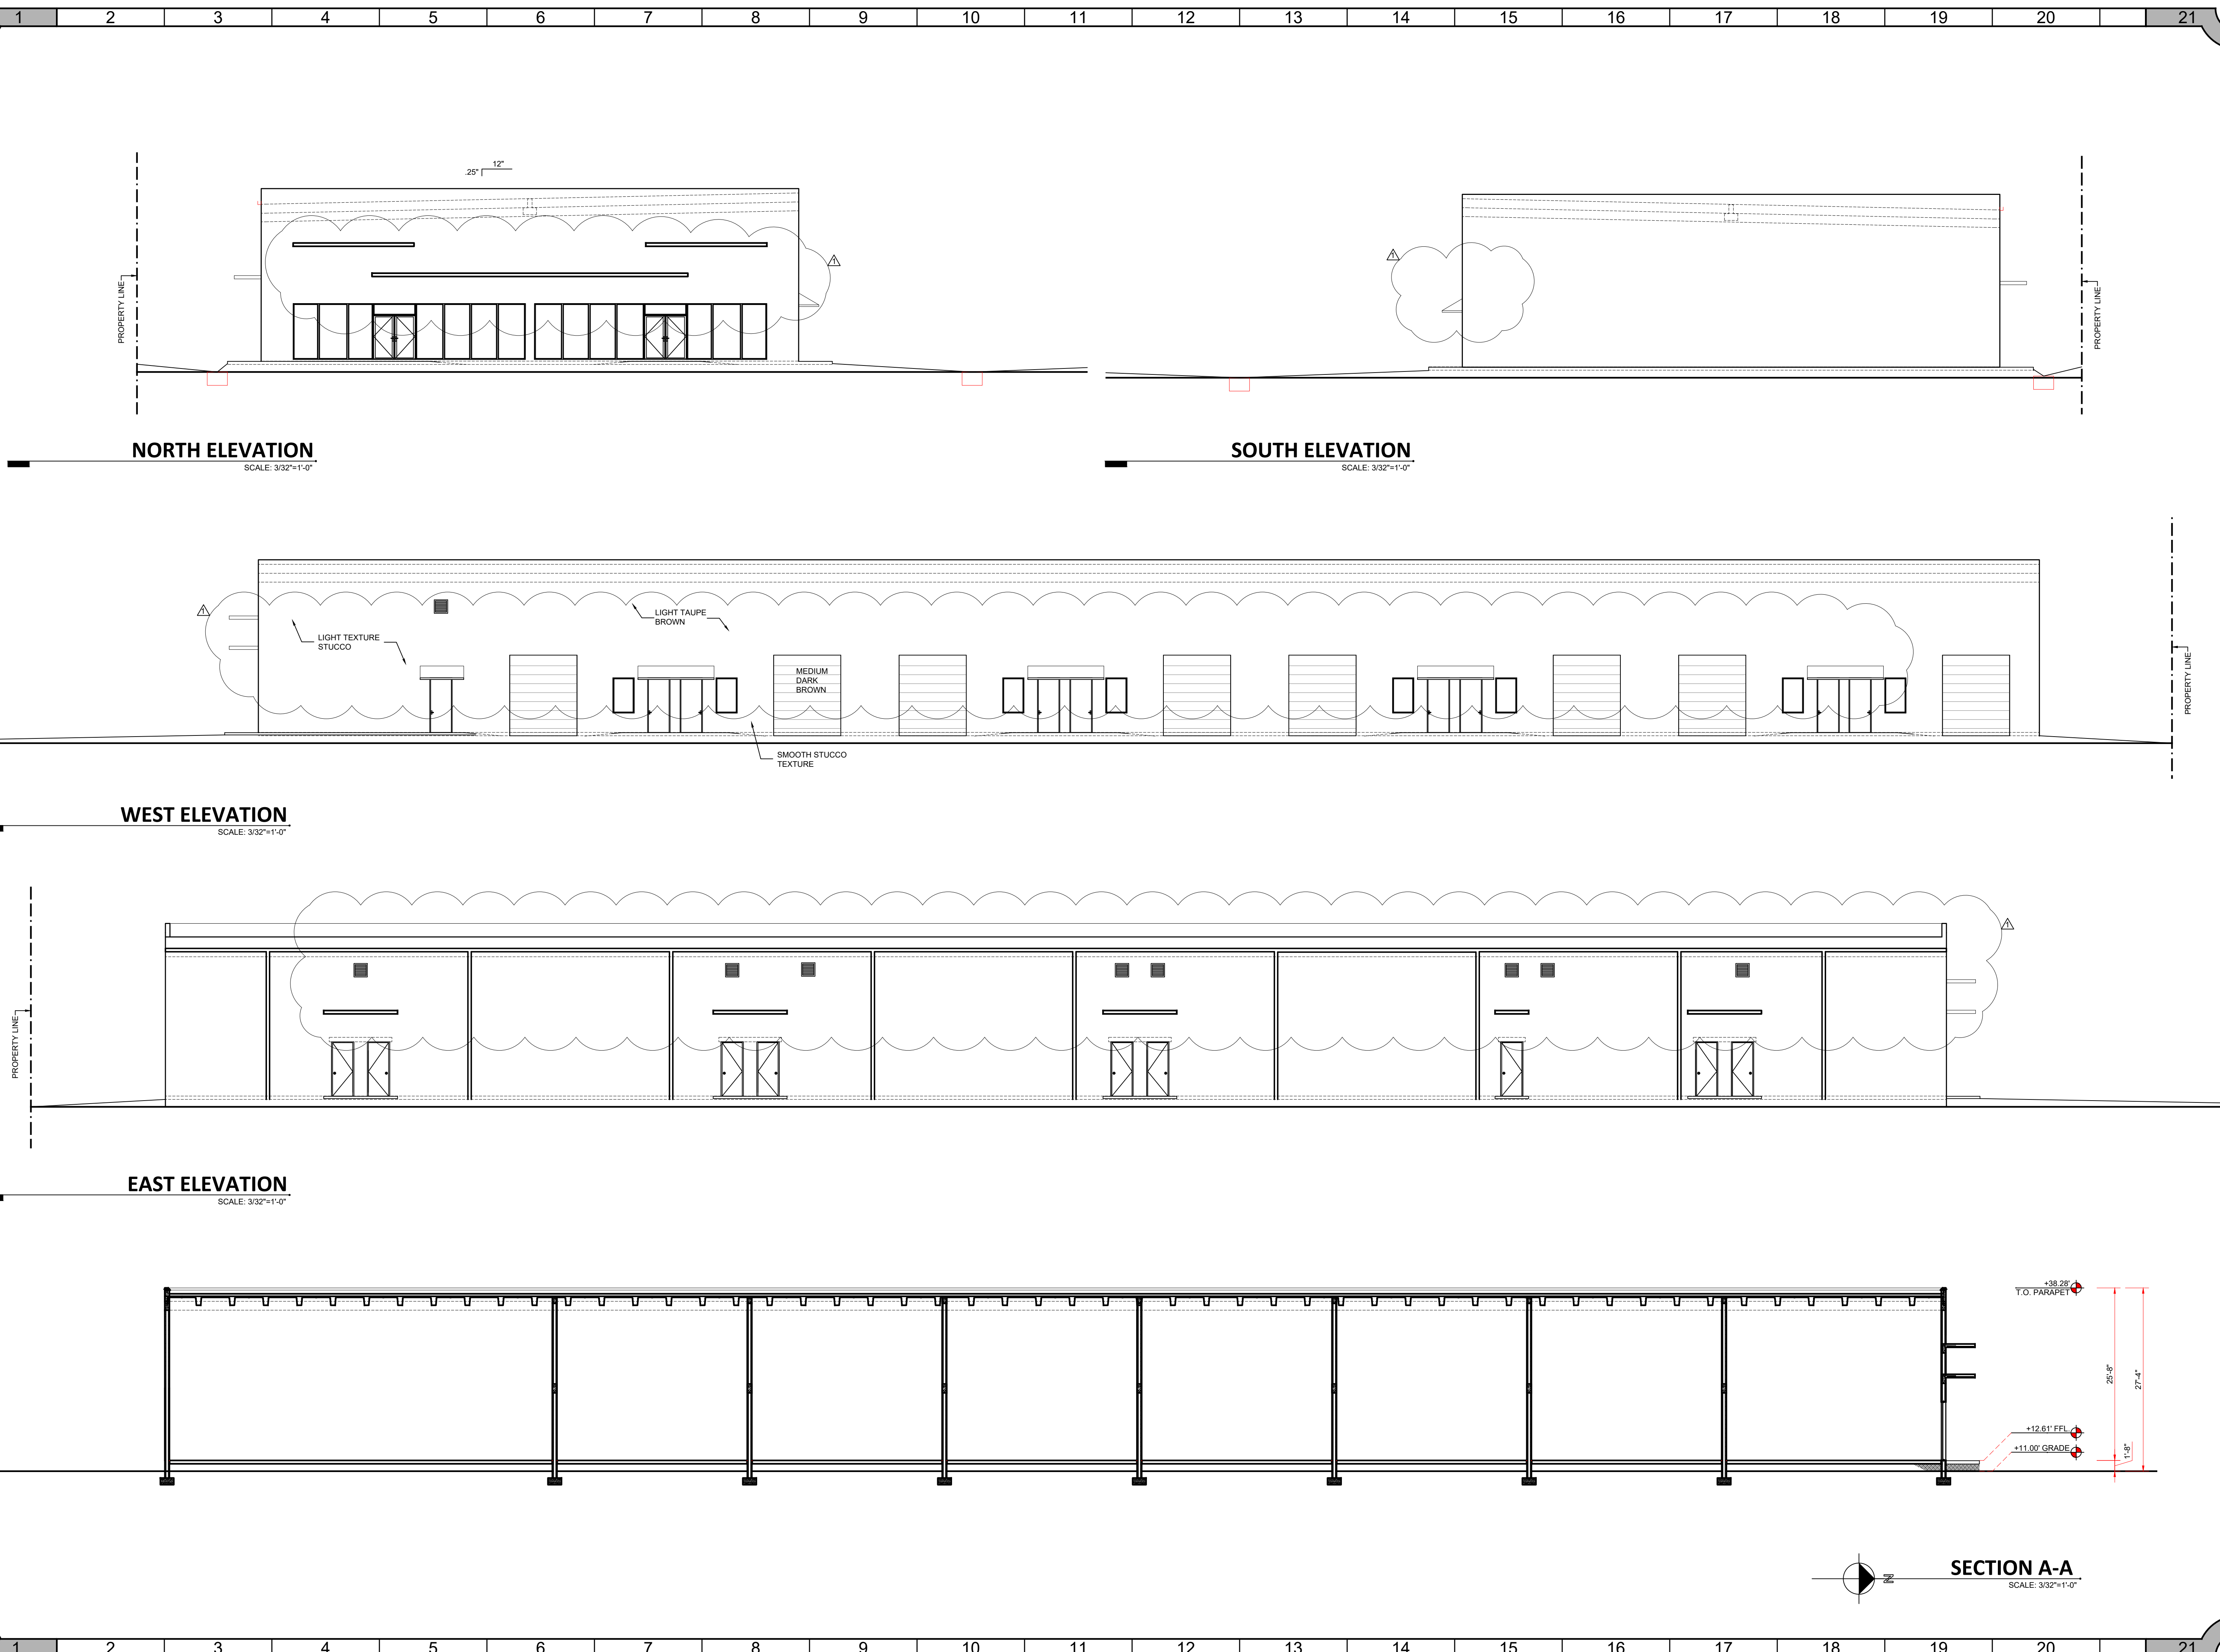 1 2 3 4 5 6 7 8 9 10 11 12 13 14 15 16 17 18 19 20 21
12"
.25"
PROPERTY LINE
1
NORTH ELEVATION
SCALE: 3/32"=1'-0"
1
PROPERTY LINE
SOUTH ELEVATION
SCALE: 3/32"=1'-0"
1
LIGHT TEXTURE
STUCCO
LIGHT TAUPE
BROWN
MEDIUM
DARK
BROWN
SMOOTH STUCCO
TEXTURE
PROPERTY LINE
WEST ELEVATION
SCALE: 3/32"=1'-0"
PROPERTY LINE
1
EAST ELEVATION
SCALE: 3/32"=1'-0"
+38.28'
T.O. PARAPET
25'-8"
27'-4"
+12.61' FFL
+11.00' GRADE
1'-8"
N
SECTION A-A
SCALE: 3/32"=1'-0"
1 2 3 4 5 6 7 8 9 10 11 12 13 14 15 16 17 18 19 20 21